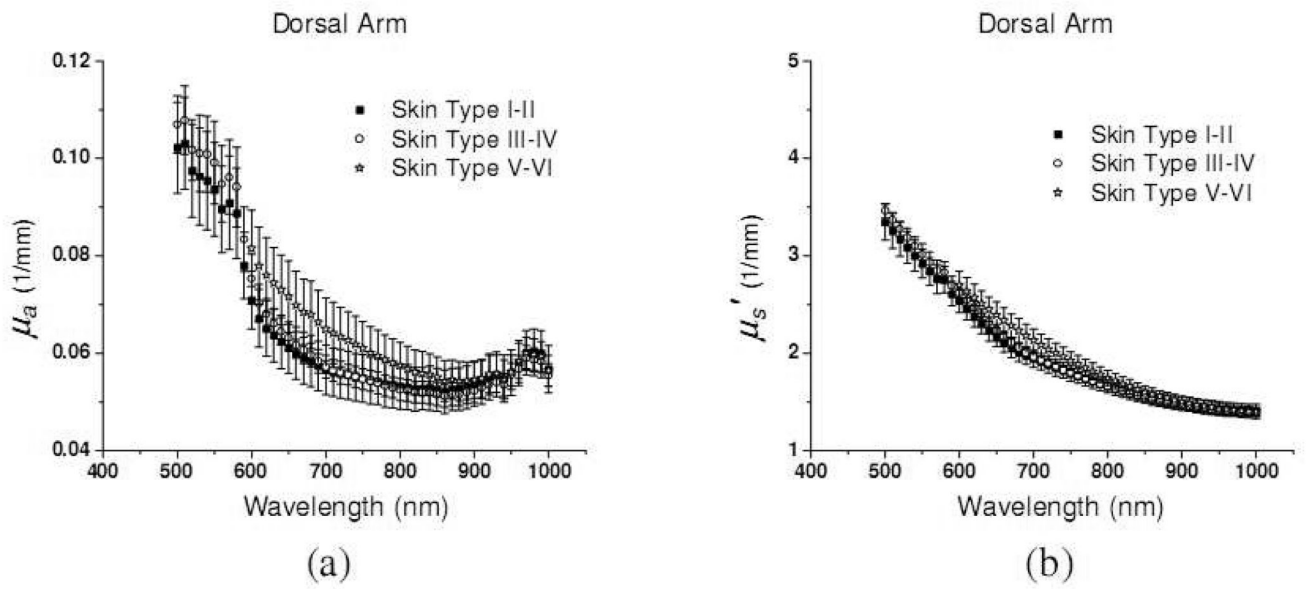 Dorsal Arm
0.12
0.10
0.08
0.06
0.04
μa (1/mm)
Skin Type I-II
Skin Type III-IV
Skin Type V-VI
400 500 600 700 800 900 1000
Wavelength (nm)
(a)
Dorsal Arm
5
4
3
2
1
μs' (1/mm)
Skin Type I-II
Skin Type III-IV
Skin Type V-VI
400 500 600 700 800 900 1000
Wavelength (nm)
(b)